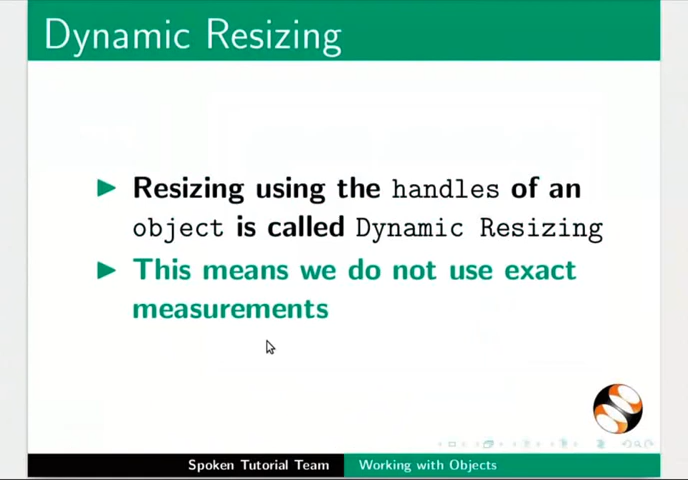 Dynamic Resizing
Resizing using the handles of an
object is called Dynamic Resizing
This means we do not use exact
measurements
Spoken Tutorial Team
Working with Objects